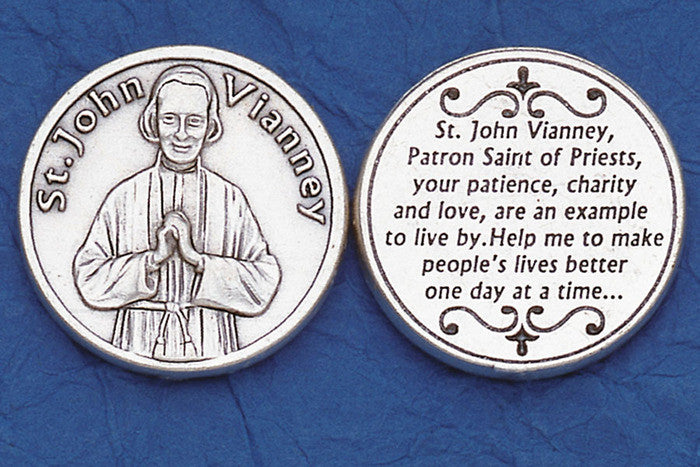 St. John Vianney
St. John Vianney,
Patron Saint of Priests,
your patience, charity
and love, are an example
to live by.Help me to make
people's lives better
one day at a time...